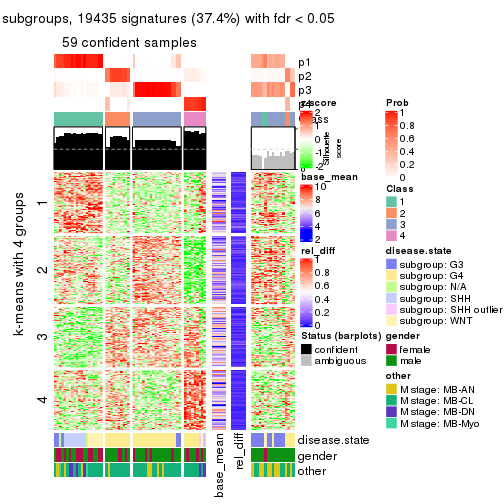 subgroups, 19435 signatures (37.4%) with fdr < 0.05
59 confident samples
p1
p2
p3
p4
Class
Silhouette
score
k-means with 4 groups
1
2
3
4
disease.state
gender
other
base_mean
rel_diff
z-score
2
1
0
-1
-2
base_mean
10
8
6
4
2
rel_diff
1
0.8
0.6
0.4
0.2
0
Status (barplots)
confident
ambiguous
Prob
1
0.8
0.6
0.4
0.2
0
Class
1
2
3
4
disease.state
subgroup: G3
subgroup: G4
subgroup: N/A
subgroup: SHH
subgroup: SHH outlier
subgroup: WNT
gender
female
male
other
M stage: MB-AN
M stage: MB-CL
M stage: MB-DN
M stage: MB-Myo